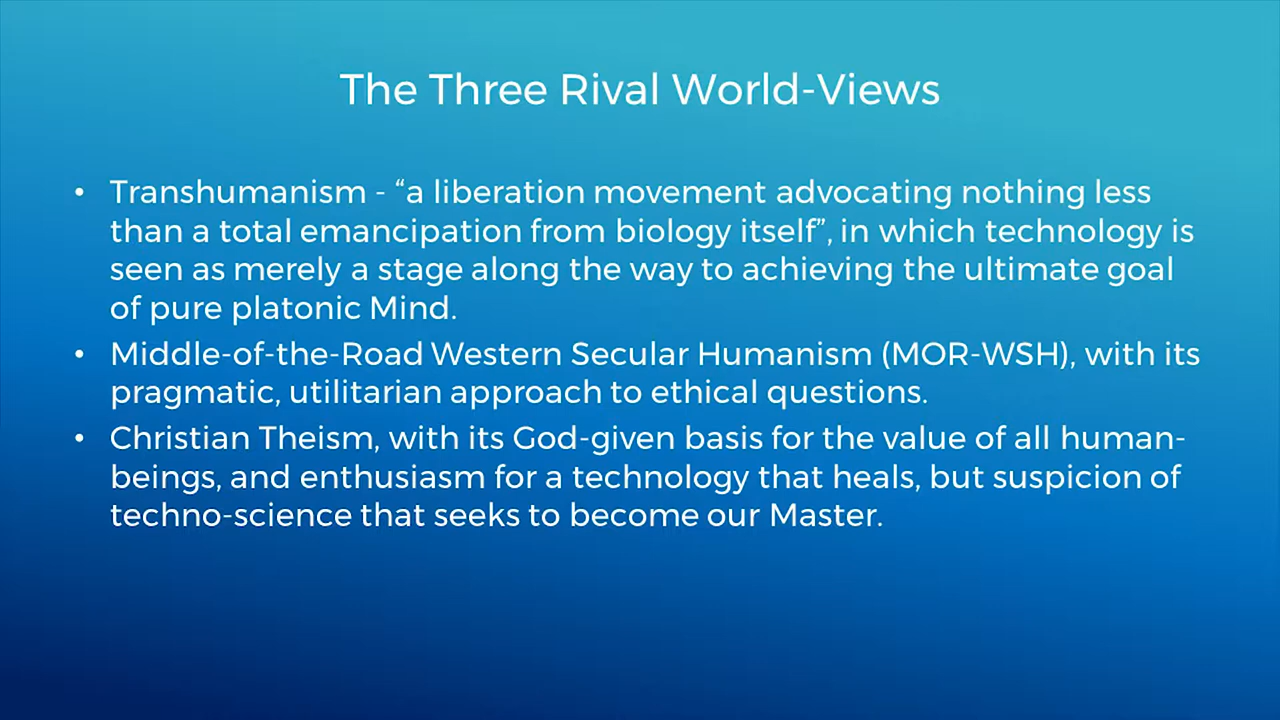 The Three Rival World-Views
• Transhumanism - “a liberation movement advocating nothing less
than a total emancipation from biology itself”, in which technology is
seen as merely a stage along the way to achieving the ultimate goal
of pure platonic Mind.
• Middle-of-the-Road Western Secular Humanism (MOR-WSH), with its
pragmatic, utilitarian approach to ethical questions.
• Christian Theism, with its God-given basis for the value of all human-
beings, and enthusiasm for a technology that heals, but suspicion of
techno-science that seeks to become our Master.